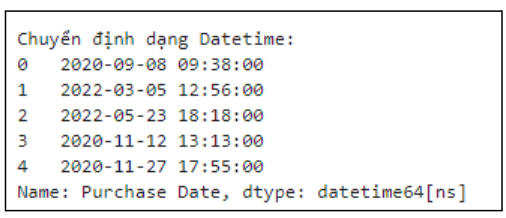 Chuyển định dạng Datetime:
0   2020-09-08 09:38:00
1   2022-03-05 12:56:00
2   2022-05-23 18:18:00
3   2020-11-12 13:13:00
4   2020-11-27 17:55:00
Name: Purchase Date, dtype: datetime64[ns]